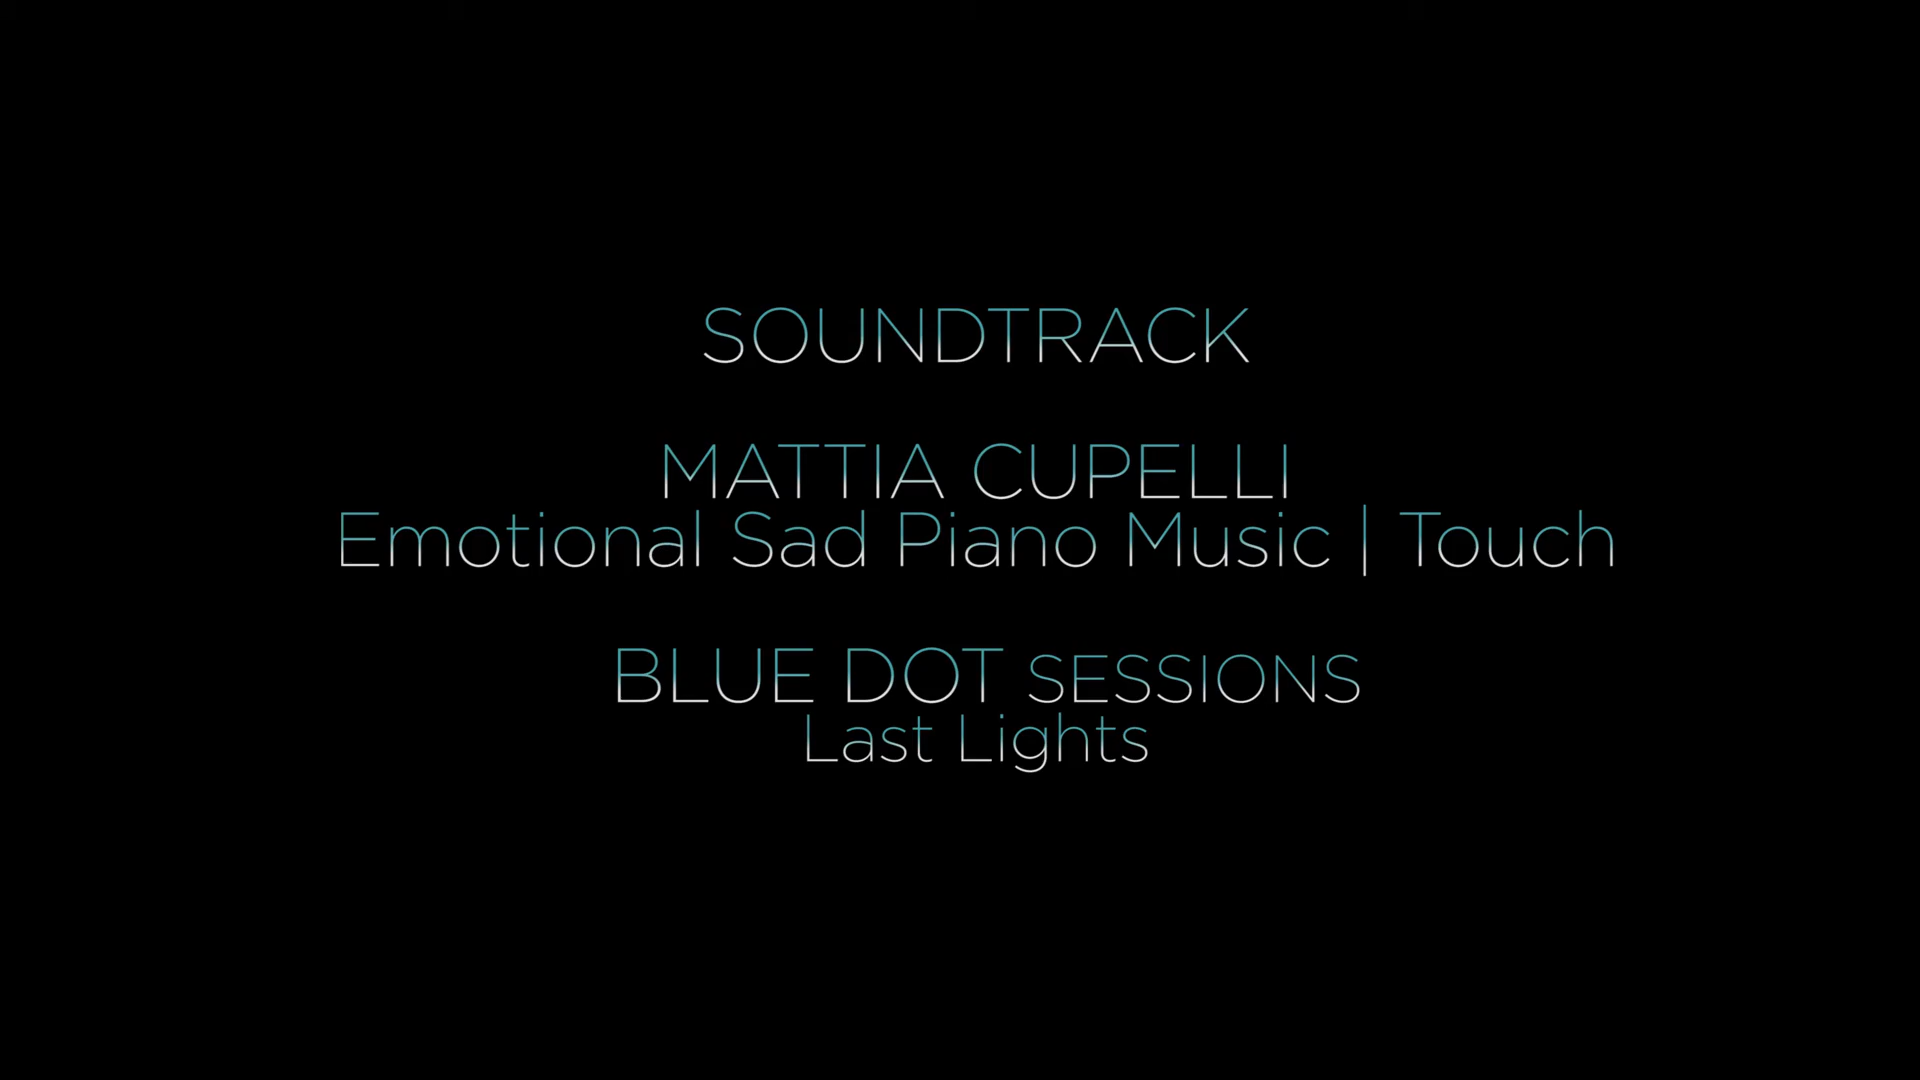 SOUNDTRACK
MATTIA CUPELLI
Emotional Sad Piano Music | Touch
BLUE DOT SESSIONS
Last Lights